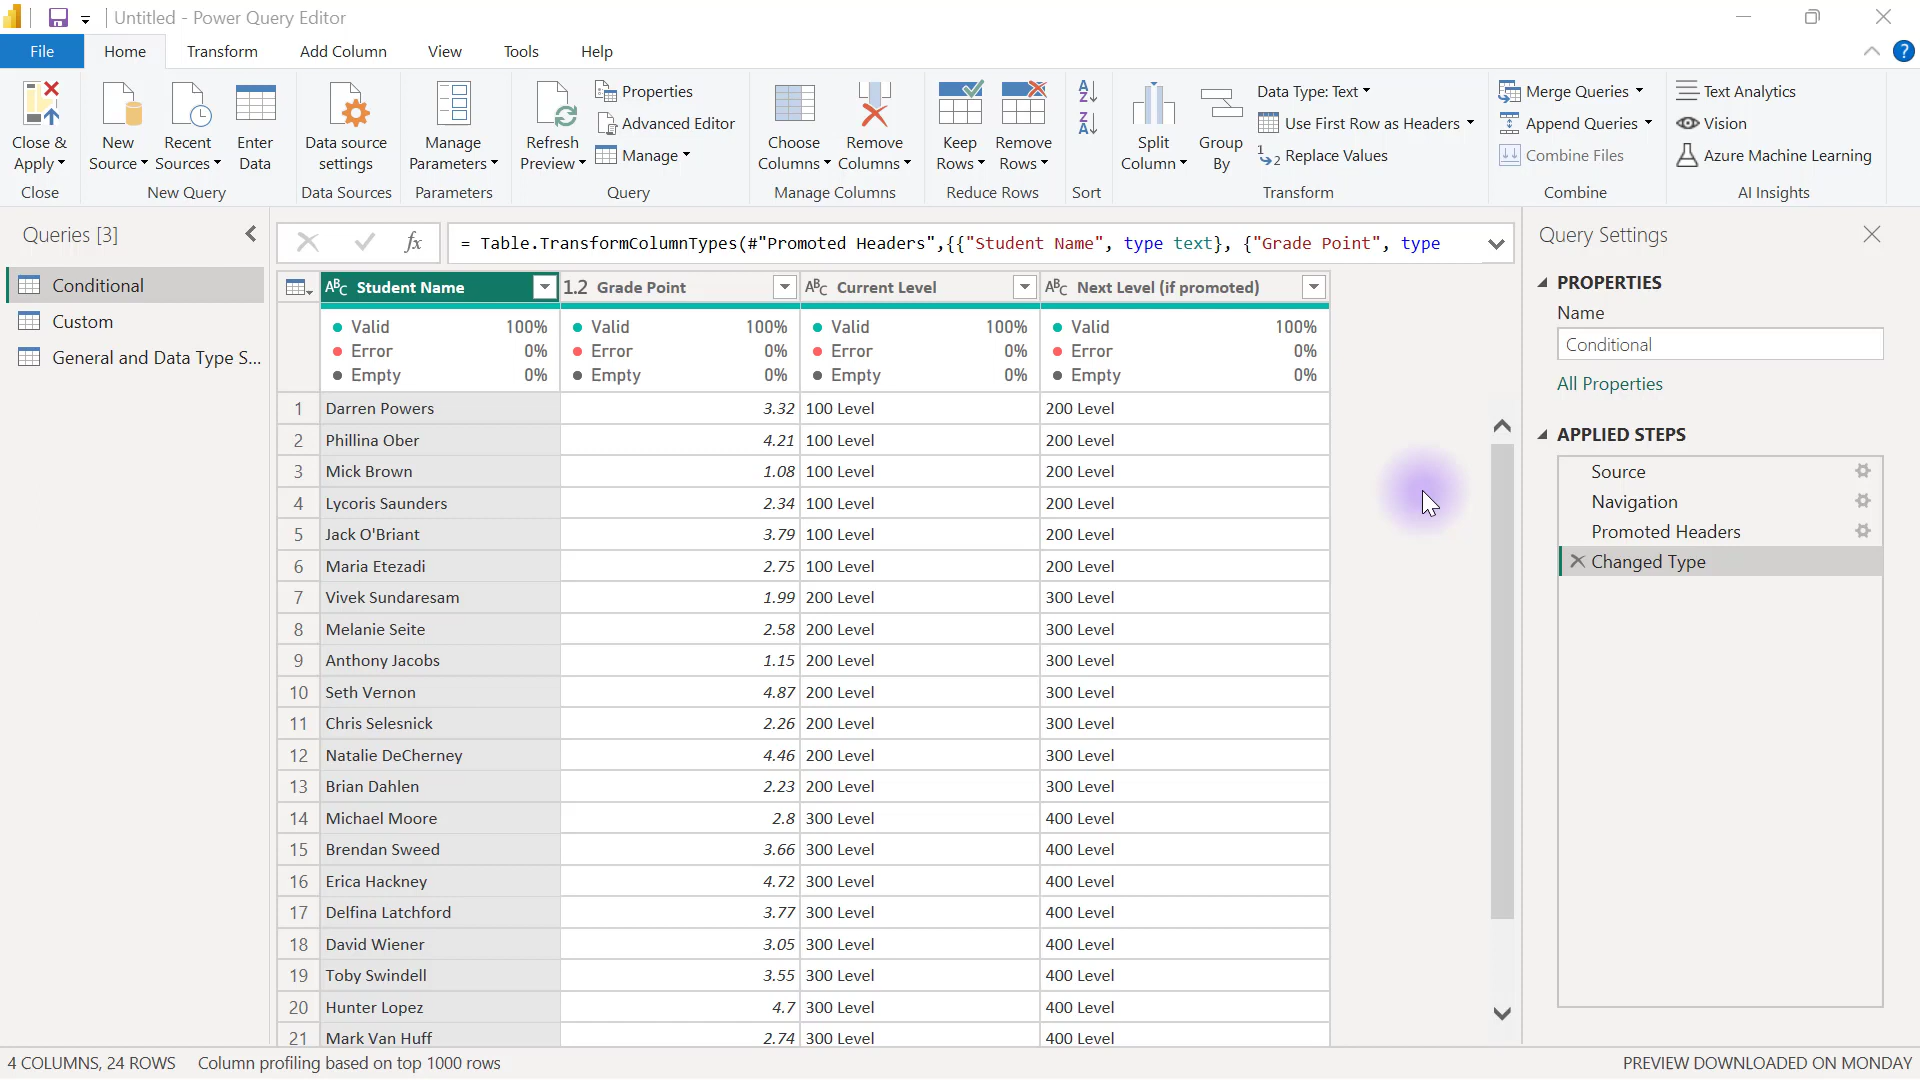 Untitled - Power Query Editor
File Home Transform Add Column View Tools Help
Close & Apply
Close
New Source
Recent Sources
Enter Data
New Query
Data source settings
Data Sources
Manage Parameters
Parameters
Refresh Preview
Properties
Advanced Editor
Manage
Query
Choose Columns
Remove Columns
Manage Columns
Keep Rows
Remove Rows
Reduce Rows
Sort
Split Column
Group By
Data Type: Text
Use First Row as Headers
Replace Values
Transform
Merge Queries
Append Queries
Combine Files
Combine
Text Analytics
Vision
Azure Machine Learning
AI Insights
Queries [3]
Conditional
Custom
General and Data Type S...
fx = Table.TransformColumnTypes(#"Promoted Headers",{{"Student Name", type text}, {"Grade Point", type
ABC Student Name 1.2 Grade Point ABC Current Level ABC Next Level (if promoted)
Valid 100% Valid 100% Valid 100% Valid 100%
Error 0% Error 0% Error 0% Error 0%
Empty 0% Empty 0% Empty 0% Empty 0%
1 Darren Powers 3.32 100 Level 200 Level
2 Phillina Ober 4.21 100 Level 200 Level
3 Mick Brown 1.08 100 Level 200 Level
4 Lycoris Saunders 2.34 100 Level 200 Level
5 Jack O'Briant 3.79 100 Level 200 Level
6 Maria Etezadi 2.75 100 Level 200 Level
7 Vivek Sundaresam 1.99 200 Level 300 Level
8 Melanie Seite 2.58 200 Level 300 Level
9 Anthony Jacobs 1.15 200 Level 300 Level
10 Seth Vernon 4.87 200 Level 300 Level
11 Chris Selesnick 2.26 200 Level 300 Level
12 Natalie DeCherney 4.46 200 Level 300 Level
13 Brian Dahlen 2.23 200 Level 300 Level
14 Michael Moore 2.8 300 Level 400 Level
15 Brendan Sweed 3.66 300 Level 400 Level
16 Erica Hackney 4.72 300 Level 400 Level
17 Delfina Latchford 3.77 300 Level 400 Level
18 David Wiener 3.05 300 Level 400 Level
19 Toby Swindell 3.55 300 Level 400 Level
20 Hunter Lopez 4.7 300 Level 400 Level
21 Mark Van Huff 2.74 300 Level 400 Level
Query Settings
PROPERTIES
Name
Conditional
All Properties
APPLIED STEPS
Source
Navigation
Promoted Headers
Changed Type
4 COLUMNS, 24 ROWS Column profiling based on top 1000 rows
PREVIEW DOWNLOADED ON MONDAY